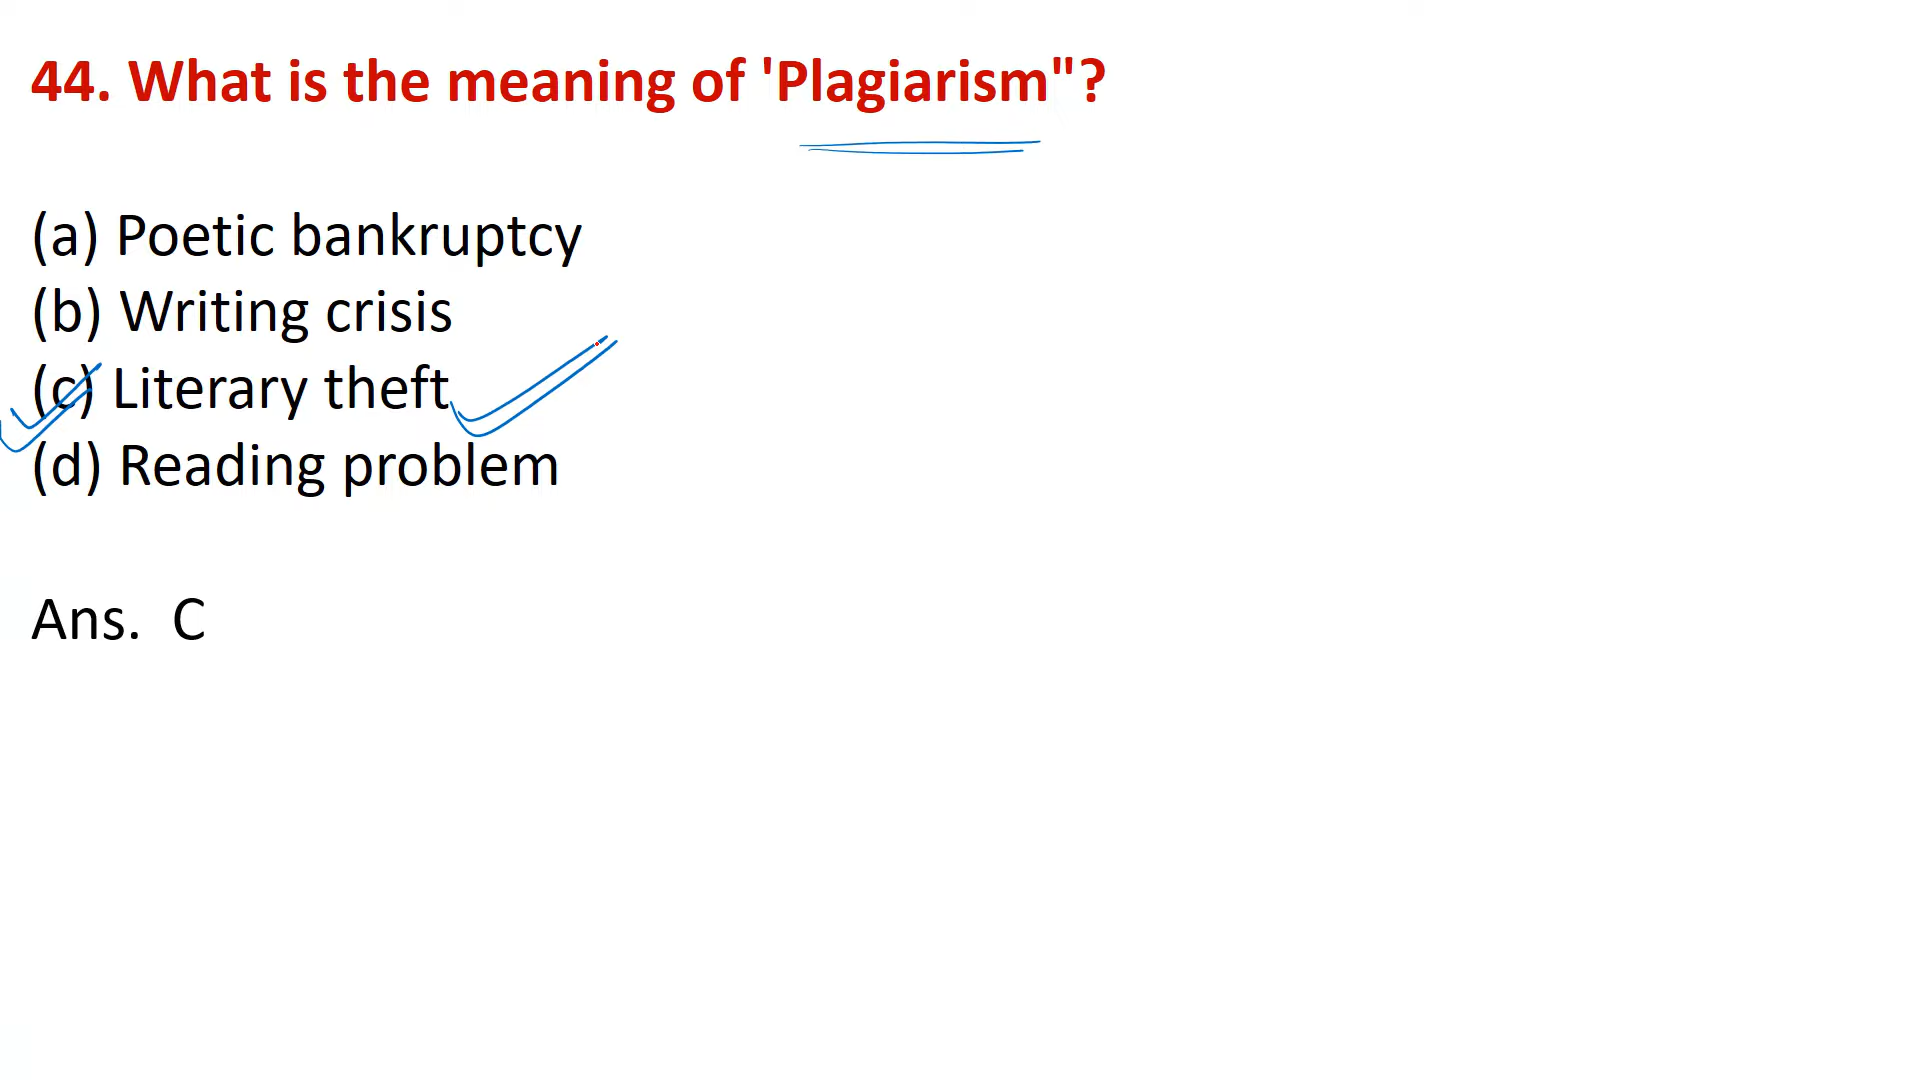 44. What is the meaning of 'Plagiarism"?
(a) Poetic bankruptcy
(b) Writing crisis
(c) Literary theft
(d) Reading problem
Ans. C